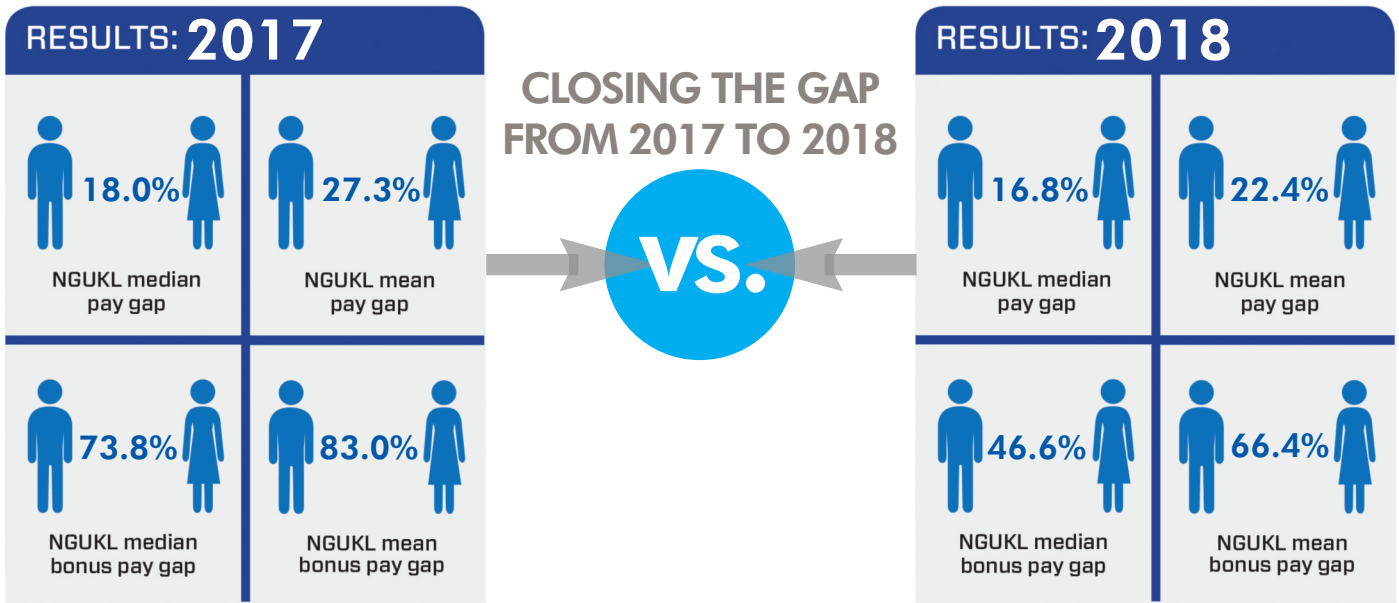 RESULTS: 2017
18.0%
NGUKL median
pay gap
27.3%
NGUKL mean
pay gap
73.8%
NGUKL median
bonus pay gap
83.0%
NGUKL mean
bonus pay gap
CLOSING THE GAP
FROM 2017 TO 2018
VS.
RESULTS: 2018
16.8%
NGUKL median
pay gap
22.4%
NGUKL mean
pay gap
46.6%
NGUKL median
bonus pay gap
66.4%
NGUKL mean
bonus pay gap